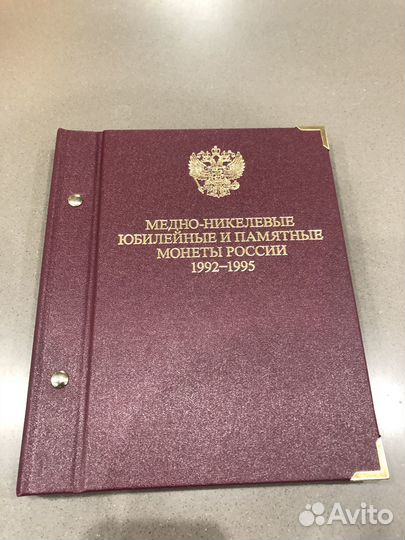 МЕДНО-НИКЕЛЕВЫЕ
ЮБИЛЕЙНЫЕ И ПАМЯТНЫЕ
МОНЕТЫ РОССИИ
1992–1995
Avito